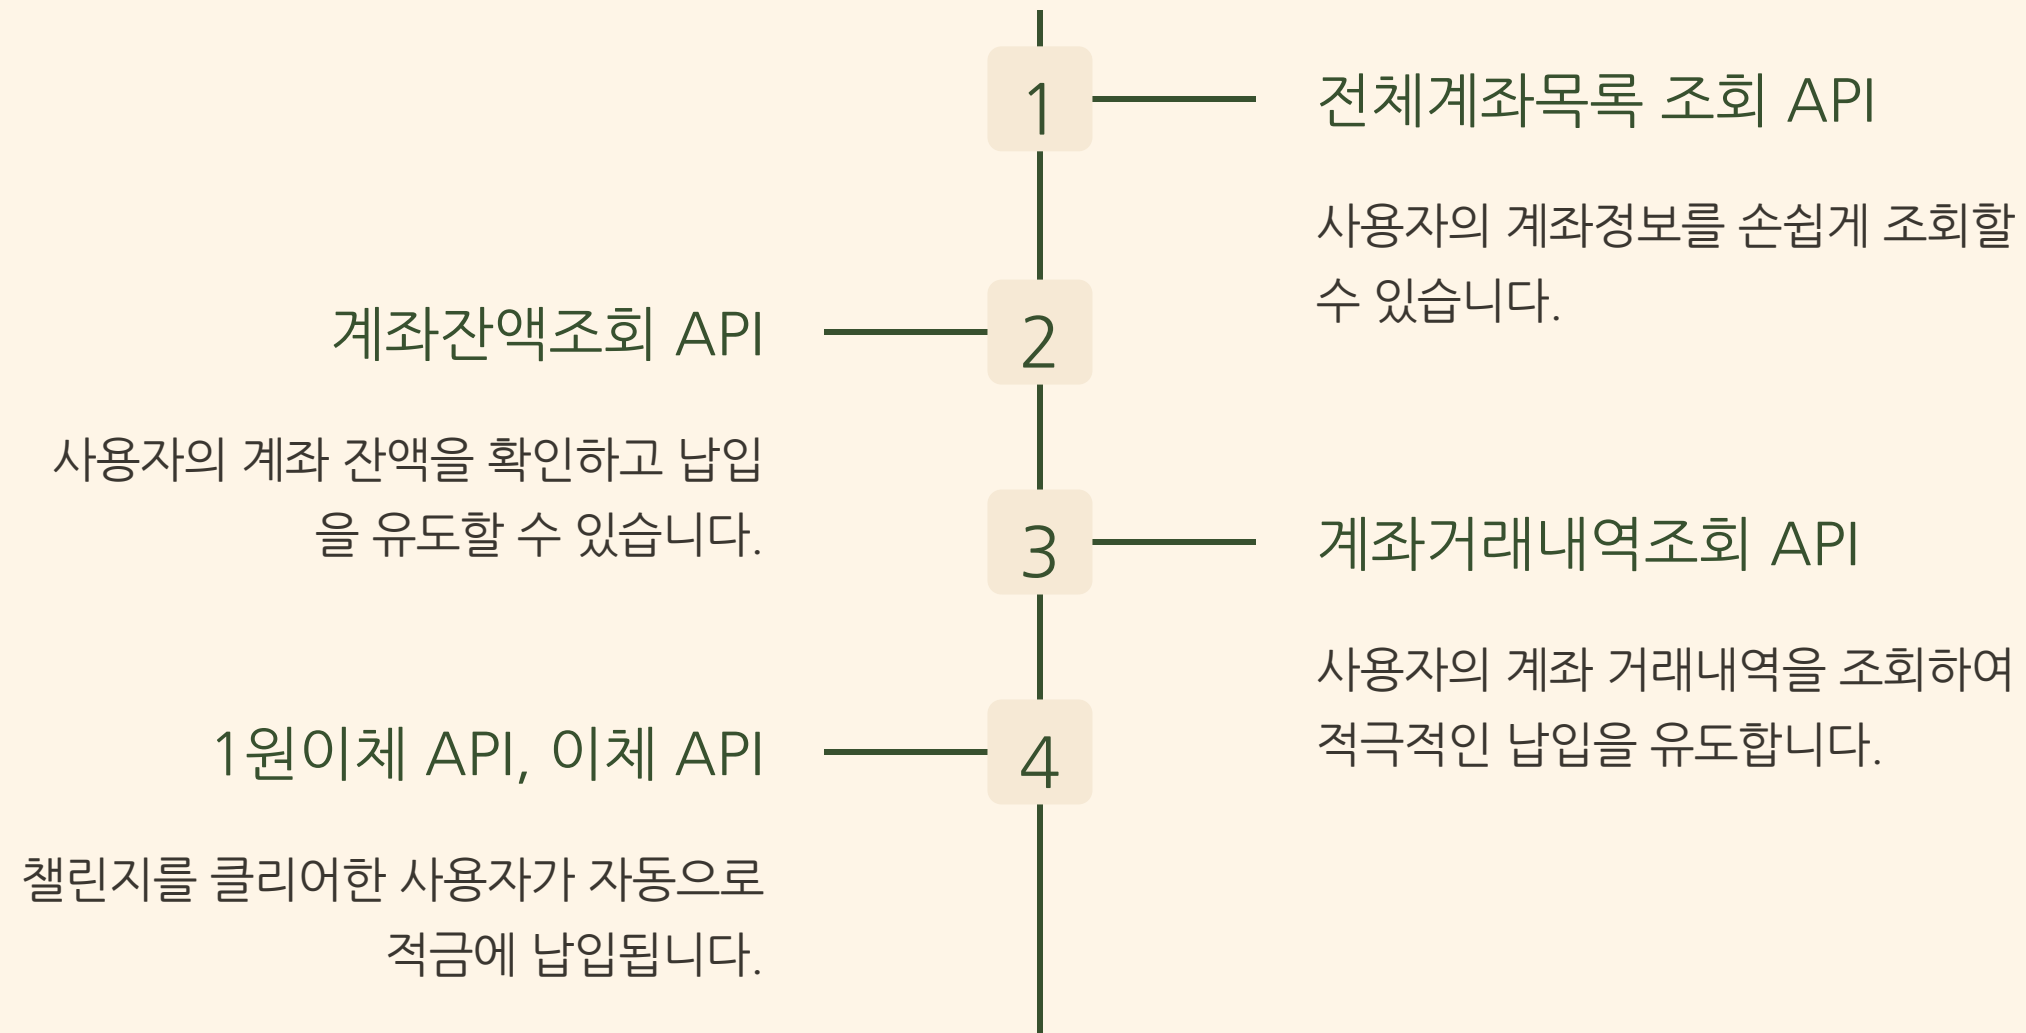 1
전체계좌목록 조회 API
사용자의 계좌정보를 손쉽게 조회할
수 있습니다.
2
계좌잔액조회 API
사용자의 계좌 잔액을 확인하고 납입
을 유도할 수 있습니다.
3
계좌거래내역조회 API
사용자의 계좌 거래내역을 조회하여
적극적인 납입을 유도합니다.
4
1원이체 API, 이체 API
챌린지를 클리어한 사용자가 자동으로
적금에 납입됩니다.